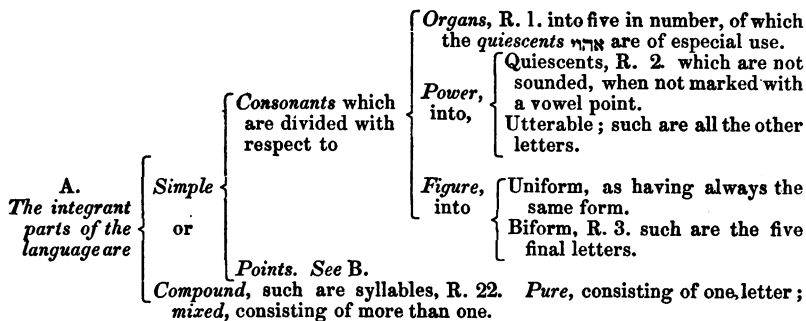 Organs, R. 1. into five in number, of which
the quiescents אהוי are of especial use.
Power,
into,
Quiescents, R. 2. which are not
sounded, when not marked with
a vowel point.
Utterable; such are all the other
letters.
Consonants which
are divided with
respect to
A.
The integrant
parts of the
language are
Simple
or
Figure,
into
Uniform, as having always the
same form.
Biform, R. 3. such are the five
final letters.
Points. See B.
Compound, such are syllables, R. 22. Pure, consisting of one letter;
mixed, consisting of more than one.